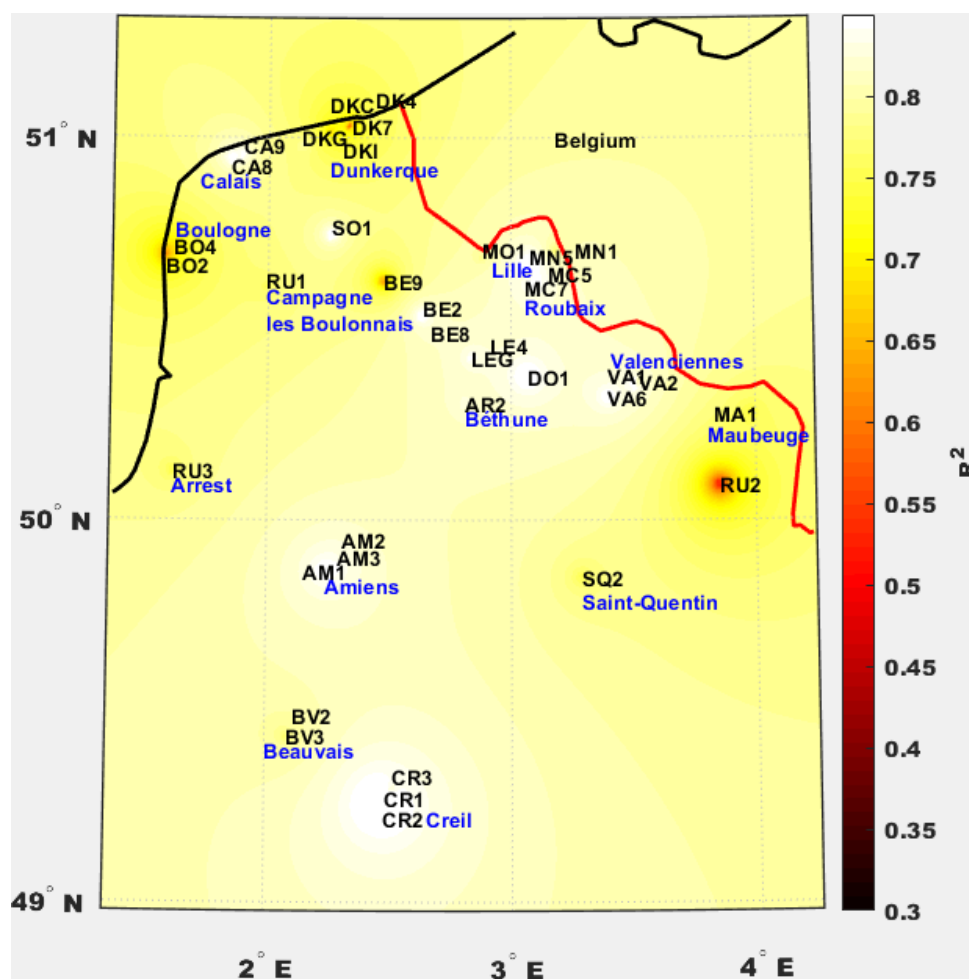 51° N
50° N
49° N
2° E
3° E
4° E
DKC
DK4
DKG
DK7
DKI
Dunkerque
CA9
CA8
Calais
Belgium
Boulogne
BO4
BO2
SO1
RU1
Campagne
les Boulonnais
BE9
BE2
BE8
MO1
Lille
MN5
MN1
MC5
MC7
Roubaix
LE4
LEG
DO1
AR2
Béthune
Valenciennes
VA1
VA2
VA6
MA1
Maubeuge
RU2
RU3
Arrest
AM2
AM3
AM1
Amiens
SQ2
Saint-Quentin
BV2
BV3
Beauvais
CR3
CR1
CR2 Creil
0.8
0.75
0.7
0.65
0.6
0.55
0.5
0.45
0.4
0.35
0.3
R²